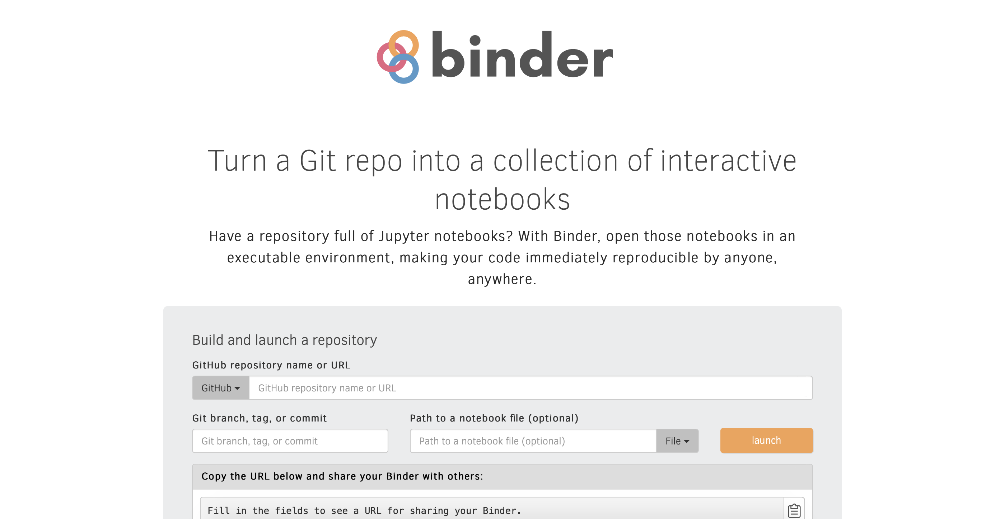 binder
Turn a Git repo into a collection of interactive
notebooks
Have a repository full of Jupyter notebooks? With Binder, open those notebooks in an
executable environment, making your code immediately reproducible by anyone,
anywhere.
Build and launch a repository
GitHub repository name or URL
GitHub GitHub repository name or URL
Git branch, tag, or commit Path to a notebook file (optional)
Git branch, tag, or commit Path to a notebook file (optional) File launch
Copy the URL below and share your Binder with others:
Fill in the fields to see a URL for sharing your Binder.